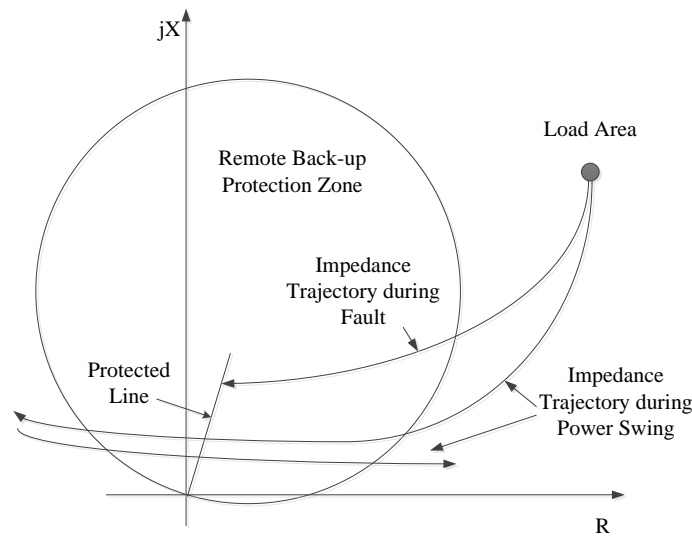 jX
Load Area
Remote Back-up
Protection Zone
Impedance
Trajectory during
Fault
Protected
Line
Impedance
Trajectory during
Power Swing
R